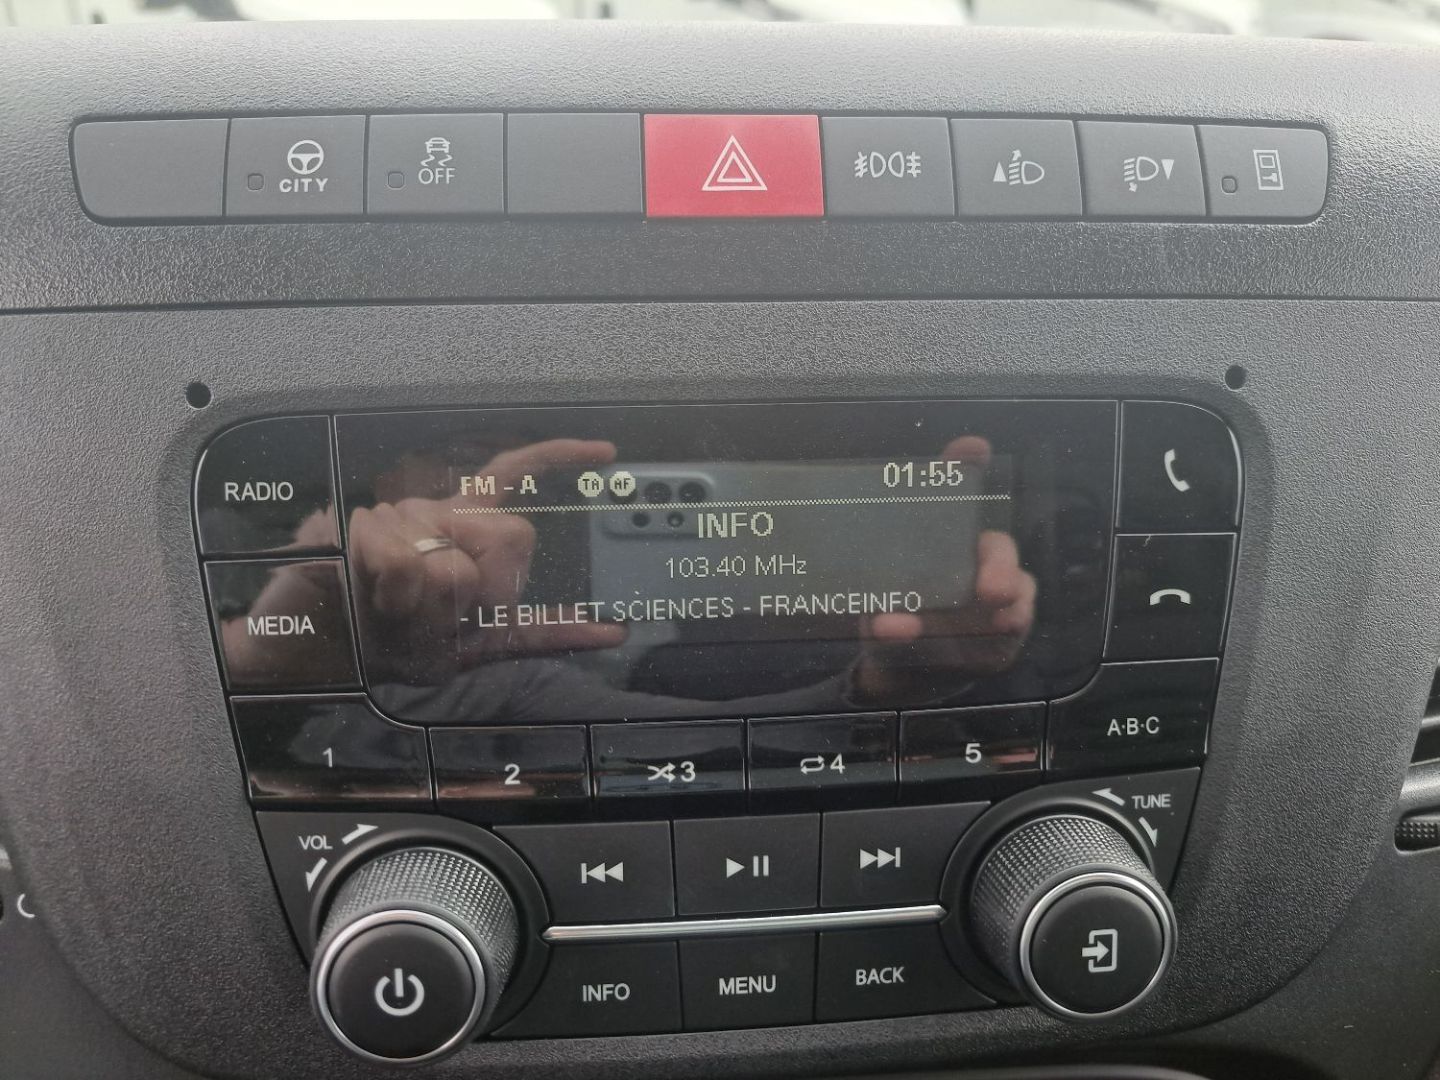 CITY
OFF
RADIO
FM - A TA AF 01:55
INFO
103.40 MHz
- LE BILLET SCIENCES - FRANCEINFO
MEDIA
1 2 3 4 5 A·B·C
VOL
TUNE
INFO MENU BACK